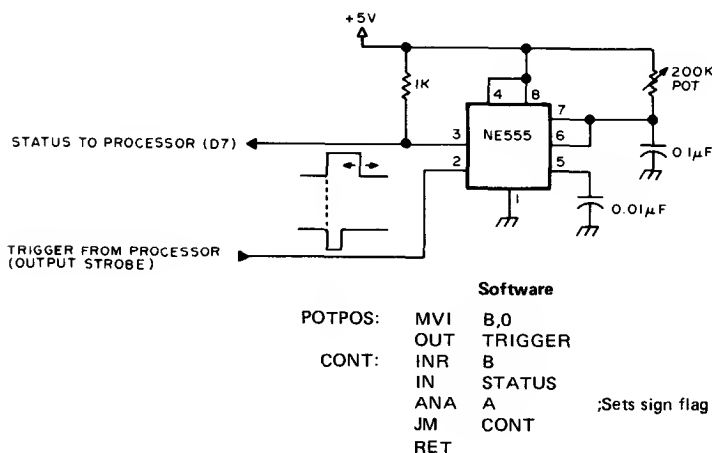 +5V
1K
4 8
200K
POT
7
NE555
STATUS TO PROCESSOR (D7)
3
6
0.1µF
2
5
1
0.01µF
TRIGGER FROM PROCESSOR
(OUTPUT STROBE)
Software
POTPOS: MVI B,0
OUT TRIGGER
CONT: INR B
IN STATUS
ANA A ;Sets sign flag
JM CONT
RET